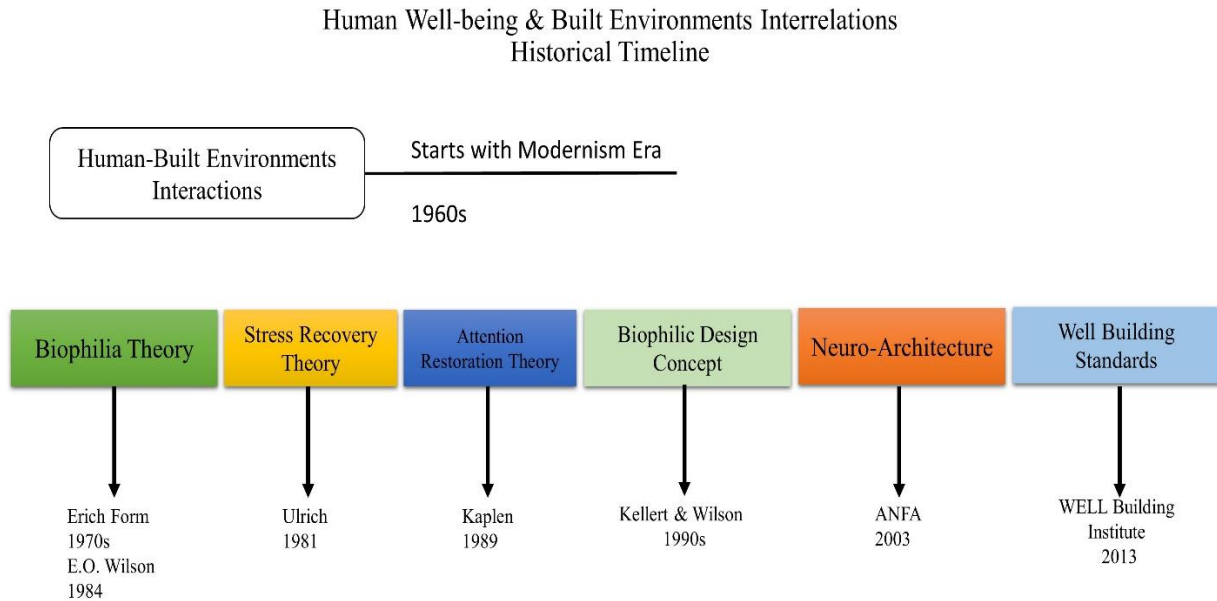 Human Well-being & Built Environments Interrelations
Historical Timeline
Human-Built Environments
Interactions
Starts with Modernism Era
1960s
Biophilia Theory
Stress Recovery
Theory
Attention
Restoration Theory
Biophilic Design
Concept
Neuro-Architecture
Well Building
Standards
Erich Form
1970s
E.O. Wilson
1984
Ulrich
1981
Kaplen
1989
Kellert & Wilson
1990s
ANFA
2003
WELL Building
Institute
2013